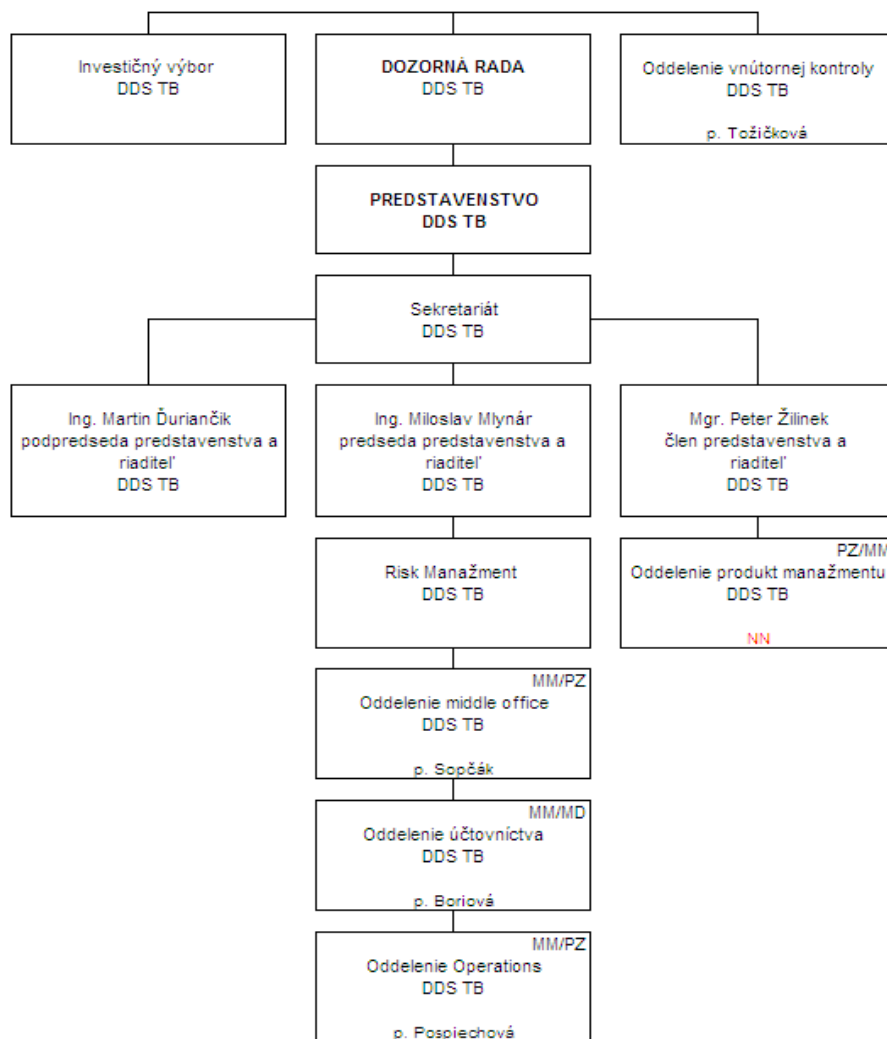 Investičný výbor
DDS TB
DOZORNÁ RADA
DDS TB
Oddelenie vnútornej kontroly
DDS TB
p. Tožičková
PREDSTAVENSTVO
DDS TB
Sekretariát
DDS TB
Ing. Martin Ďuriančik
podpredseda predstavenstva a
riaditeľ
DDS TB
Ing. Miloslav Mlynár
predseda predstavenstva a
riaditeľ
DDS TB
Mgr. Peter Žilinek
člen predstavenstva a
riaditeľ
DDS TB
Risk Manažment
DDS TB
PZ/MM
Oddelenie produkt manažmentu
DDS TB
NN
MM/PZ
Oddelenie middle office
DDS TB
p. Sopčák
MM/MD
Oddelenie účtovníctva
DDS TB
p. Boriová
MM/PZ
Oddelenie Operations
DDS TB
p. Pospiechová